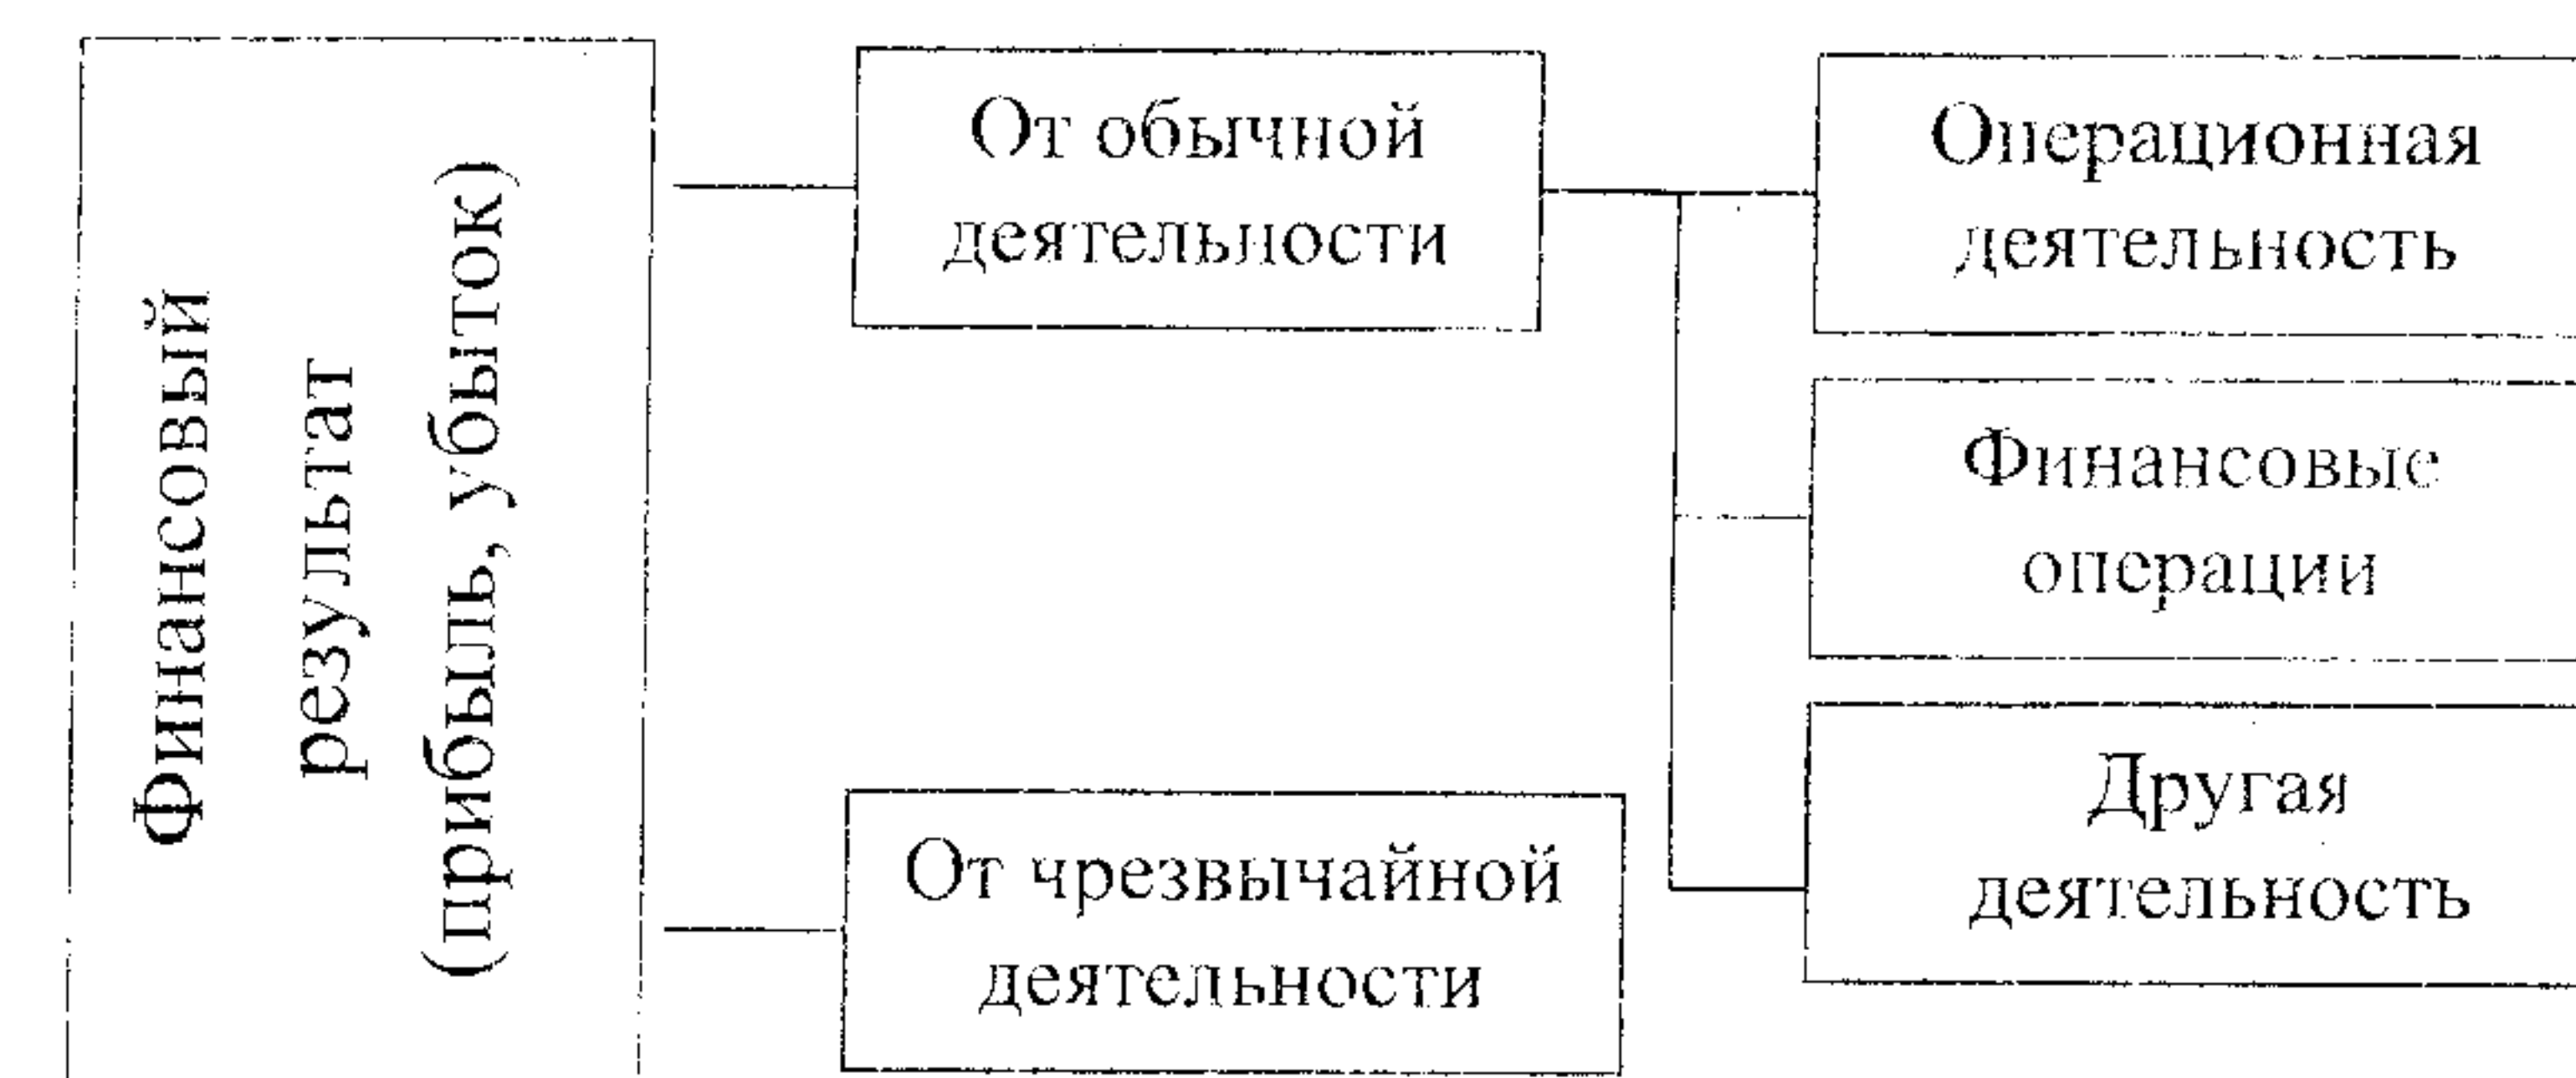 Финансовый
результат
(прибыль, убыток)
От обычной
деятельности
От чрезвычайной
деятельности
Операционная
деятельность
Финансовые
операции
Другая
деятельность